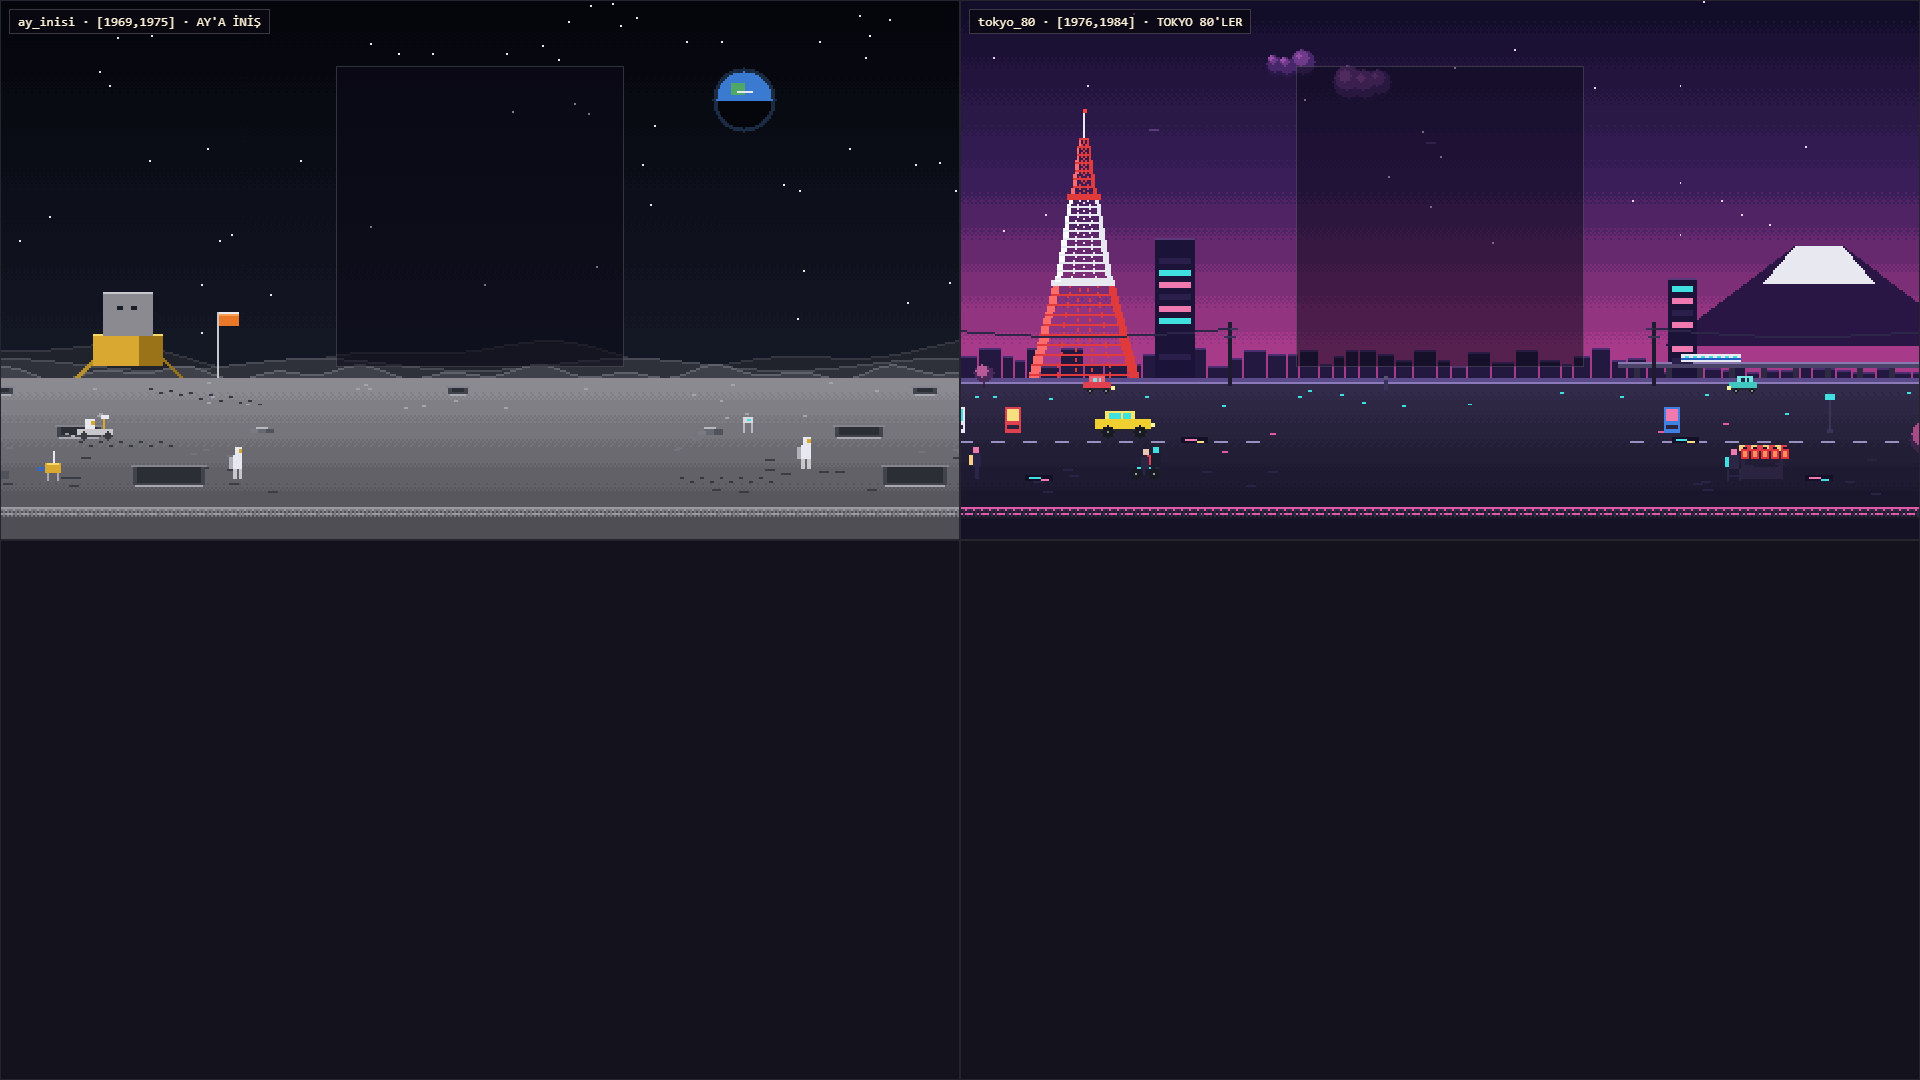 ay_inisi · [1969,1975] · AY'A İNİŞ
tokyo_80 · [1976,1984] · TOKYO 80'LER